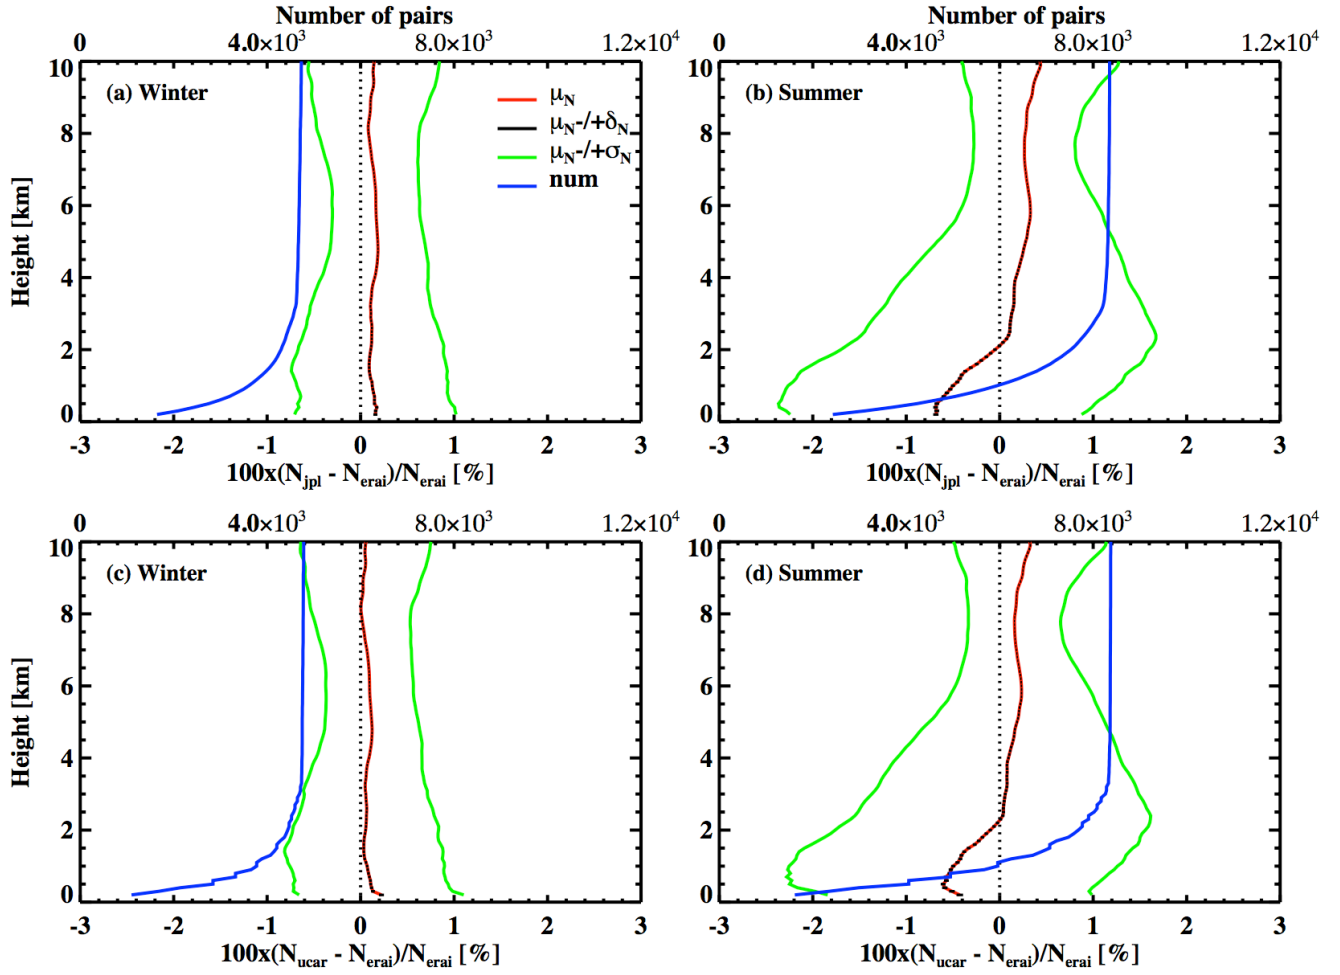 Number of pairs
Number of pairs
0 4.0×10³ 8.0×10³ 1.2×10⁴
0 4.0×10³ 8.0×10³ 1.2×10⁴
10
8
6
4
2
0
Height [km]
(a) Winter
μN
μN-/+δN
μN-/+σN
num
-3 -2 -1 0 1 2 3
100x(Njpl - Nerai)/Nerai [%]
10
8
6
4
2
0
(b) Summer
-3 -2 -1 0 1 2 3
100x(Njpl - Nerai)/Nerai [%]
0 4.0×10³ 8.0×10³ 1.2×10⁴
0 4.0×10³ 8.0×10³ 1.2×10⁴
10
8
6
4
2
0
Height [km]
(c) Winter
-3 -2 -1 0 1 2 3
100x(Nucar - Nerai)/Nerai [%]
10
8
6
4
2
0
(d) Summer
-3 -2 -1 0 1 2 3
100x(Nucar - Nerai)/Nerai [%]